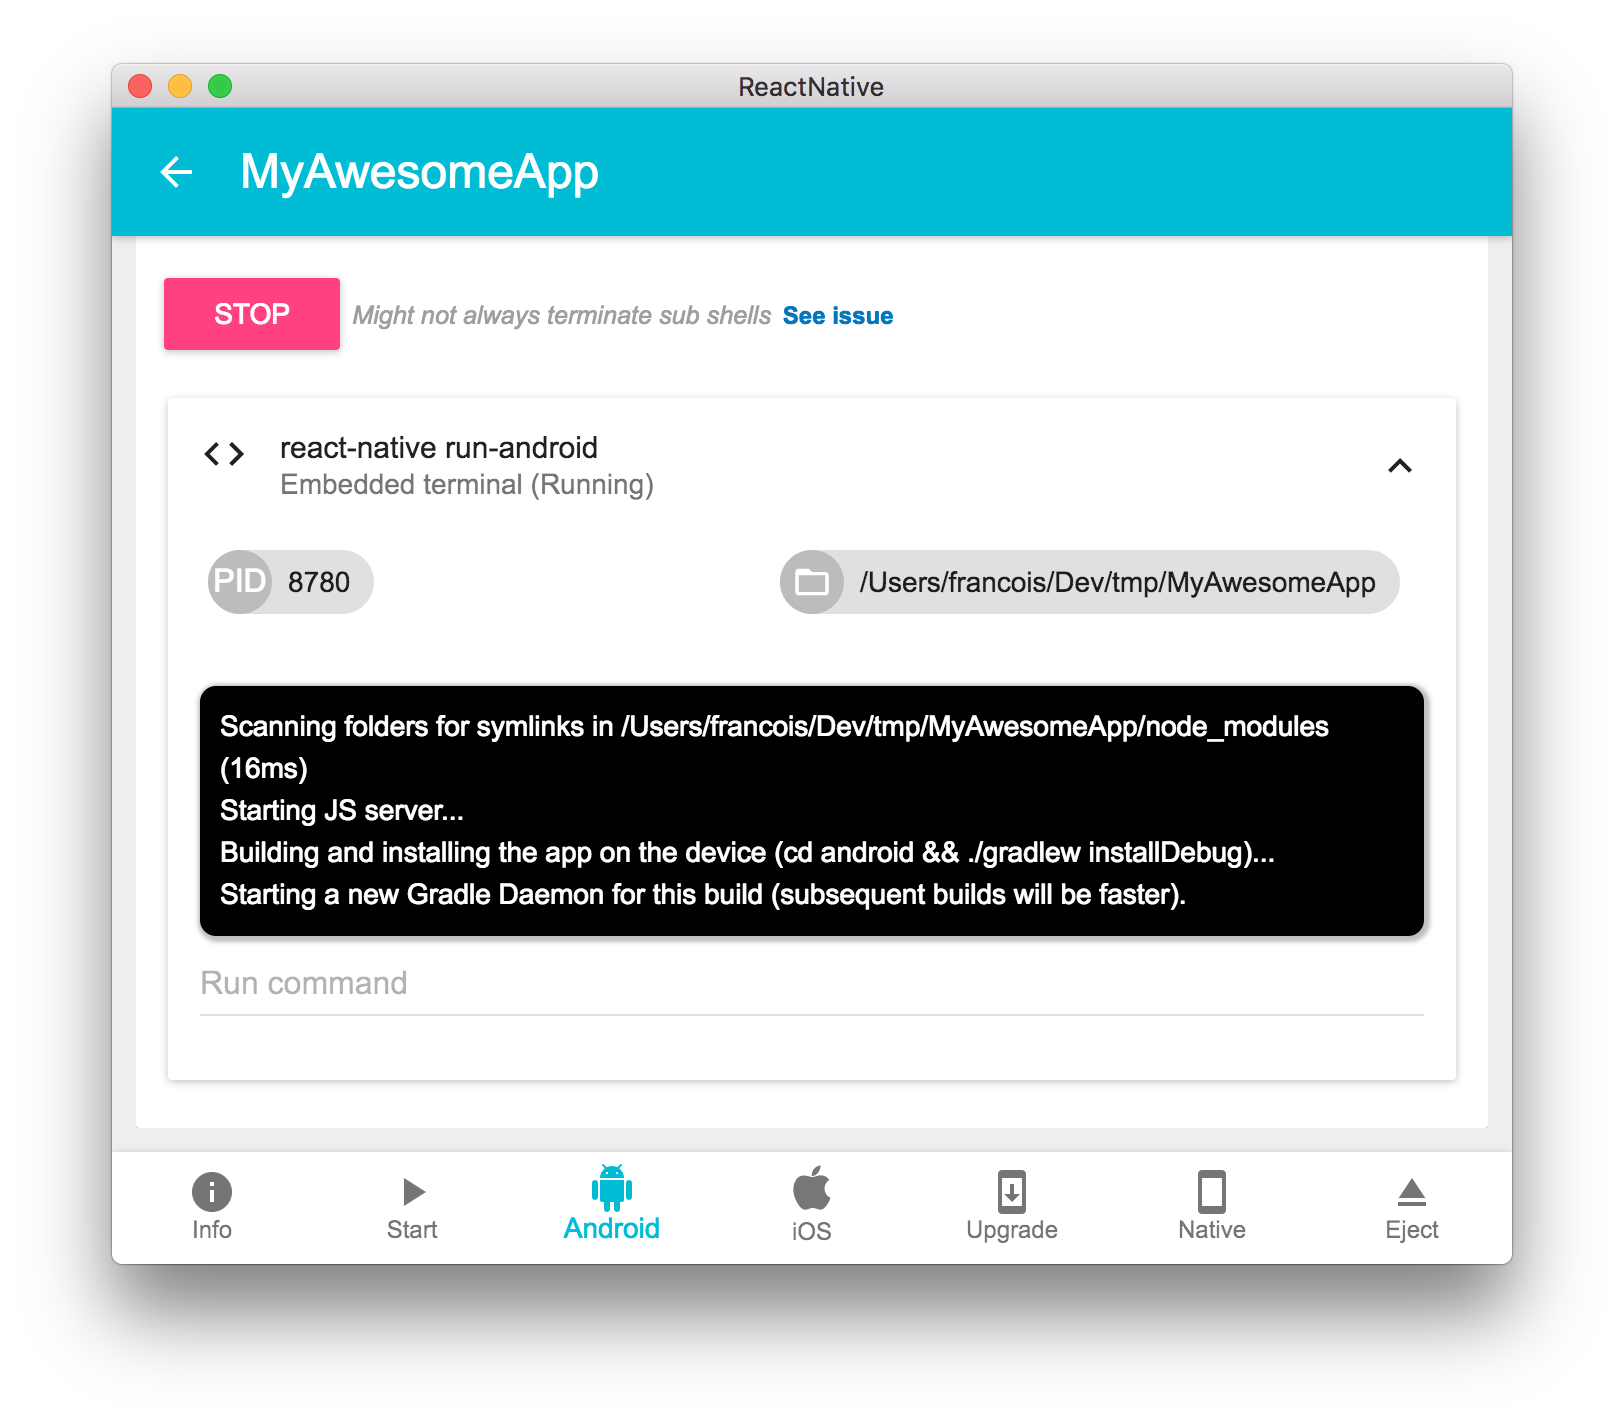 ReactNative
MyAwesomeApp
STOP Might not always terminate sub shells See issue
react-native run-android
Embedded terminal (Running)
PID 8780 /Users/francois/Dev/tmp/MyAwesomeApp
Scanning folders for symlinks in /Users/francois/Dev/tmp/MyAwesomeApp/node_modules
(16ms)
Starting JS server...
Building and installing the app on the device (cd android && ./gradlew installDebug)...
Starting a new Gradle Daemon for this build (subsequent builds will be faster).
Run command
Info Start Android iOS Upgrade Native Eject